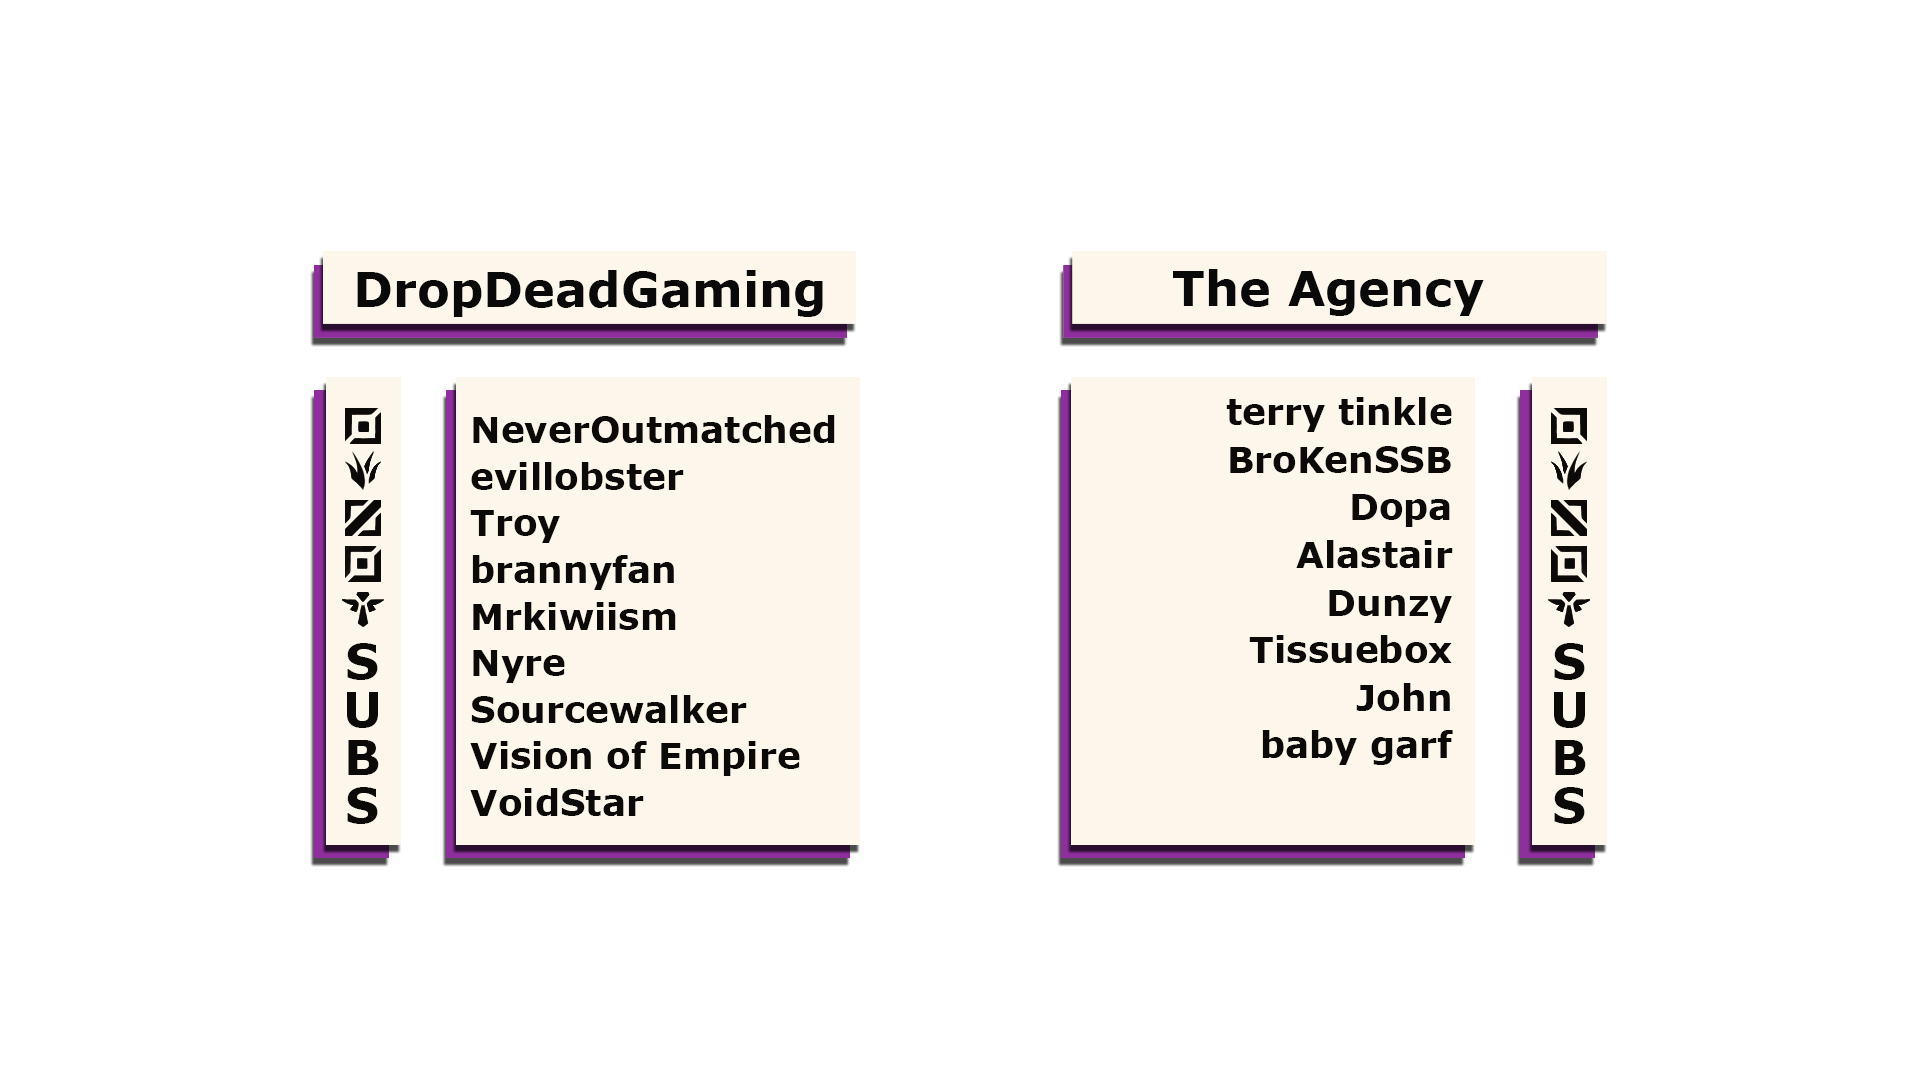 DropDeadGaming
The Agency
NeverOutmatched
evillobster
Troy
brannyfan
Mrkiwiism
Nyre
Sourcewalker
Vision of Empire
VoidStar
S
U
B
S
terry tinkle
BroKenSSB
Dopa
Alastair
Dunzy
Tissuebox
John
baby garf
S
U
B
S